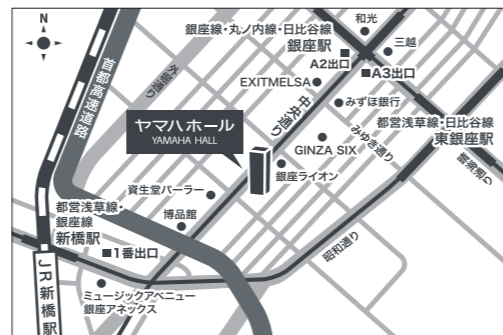 N
銀座線・丸ノ内線・日比谷線
銀座駅
和光
三越
A2出口
A3出口
外堀通り
EXITMELSA
中央通り
みずほ銀行
首都高速道路
都営浅草線・日比谷線
東銀座駅
ヤマハホール
YAMAHA HALL
みゆき通り
GINZA SIX
晴海通り
銀座ライオン
資生堂パーラー
都営浅草線・
銀座線
新橋駅
博品館
昭和通り
1番出口
JR新橋駅
ミュージックアベニュー
銀座アネックス